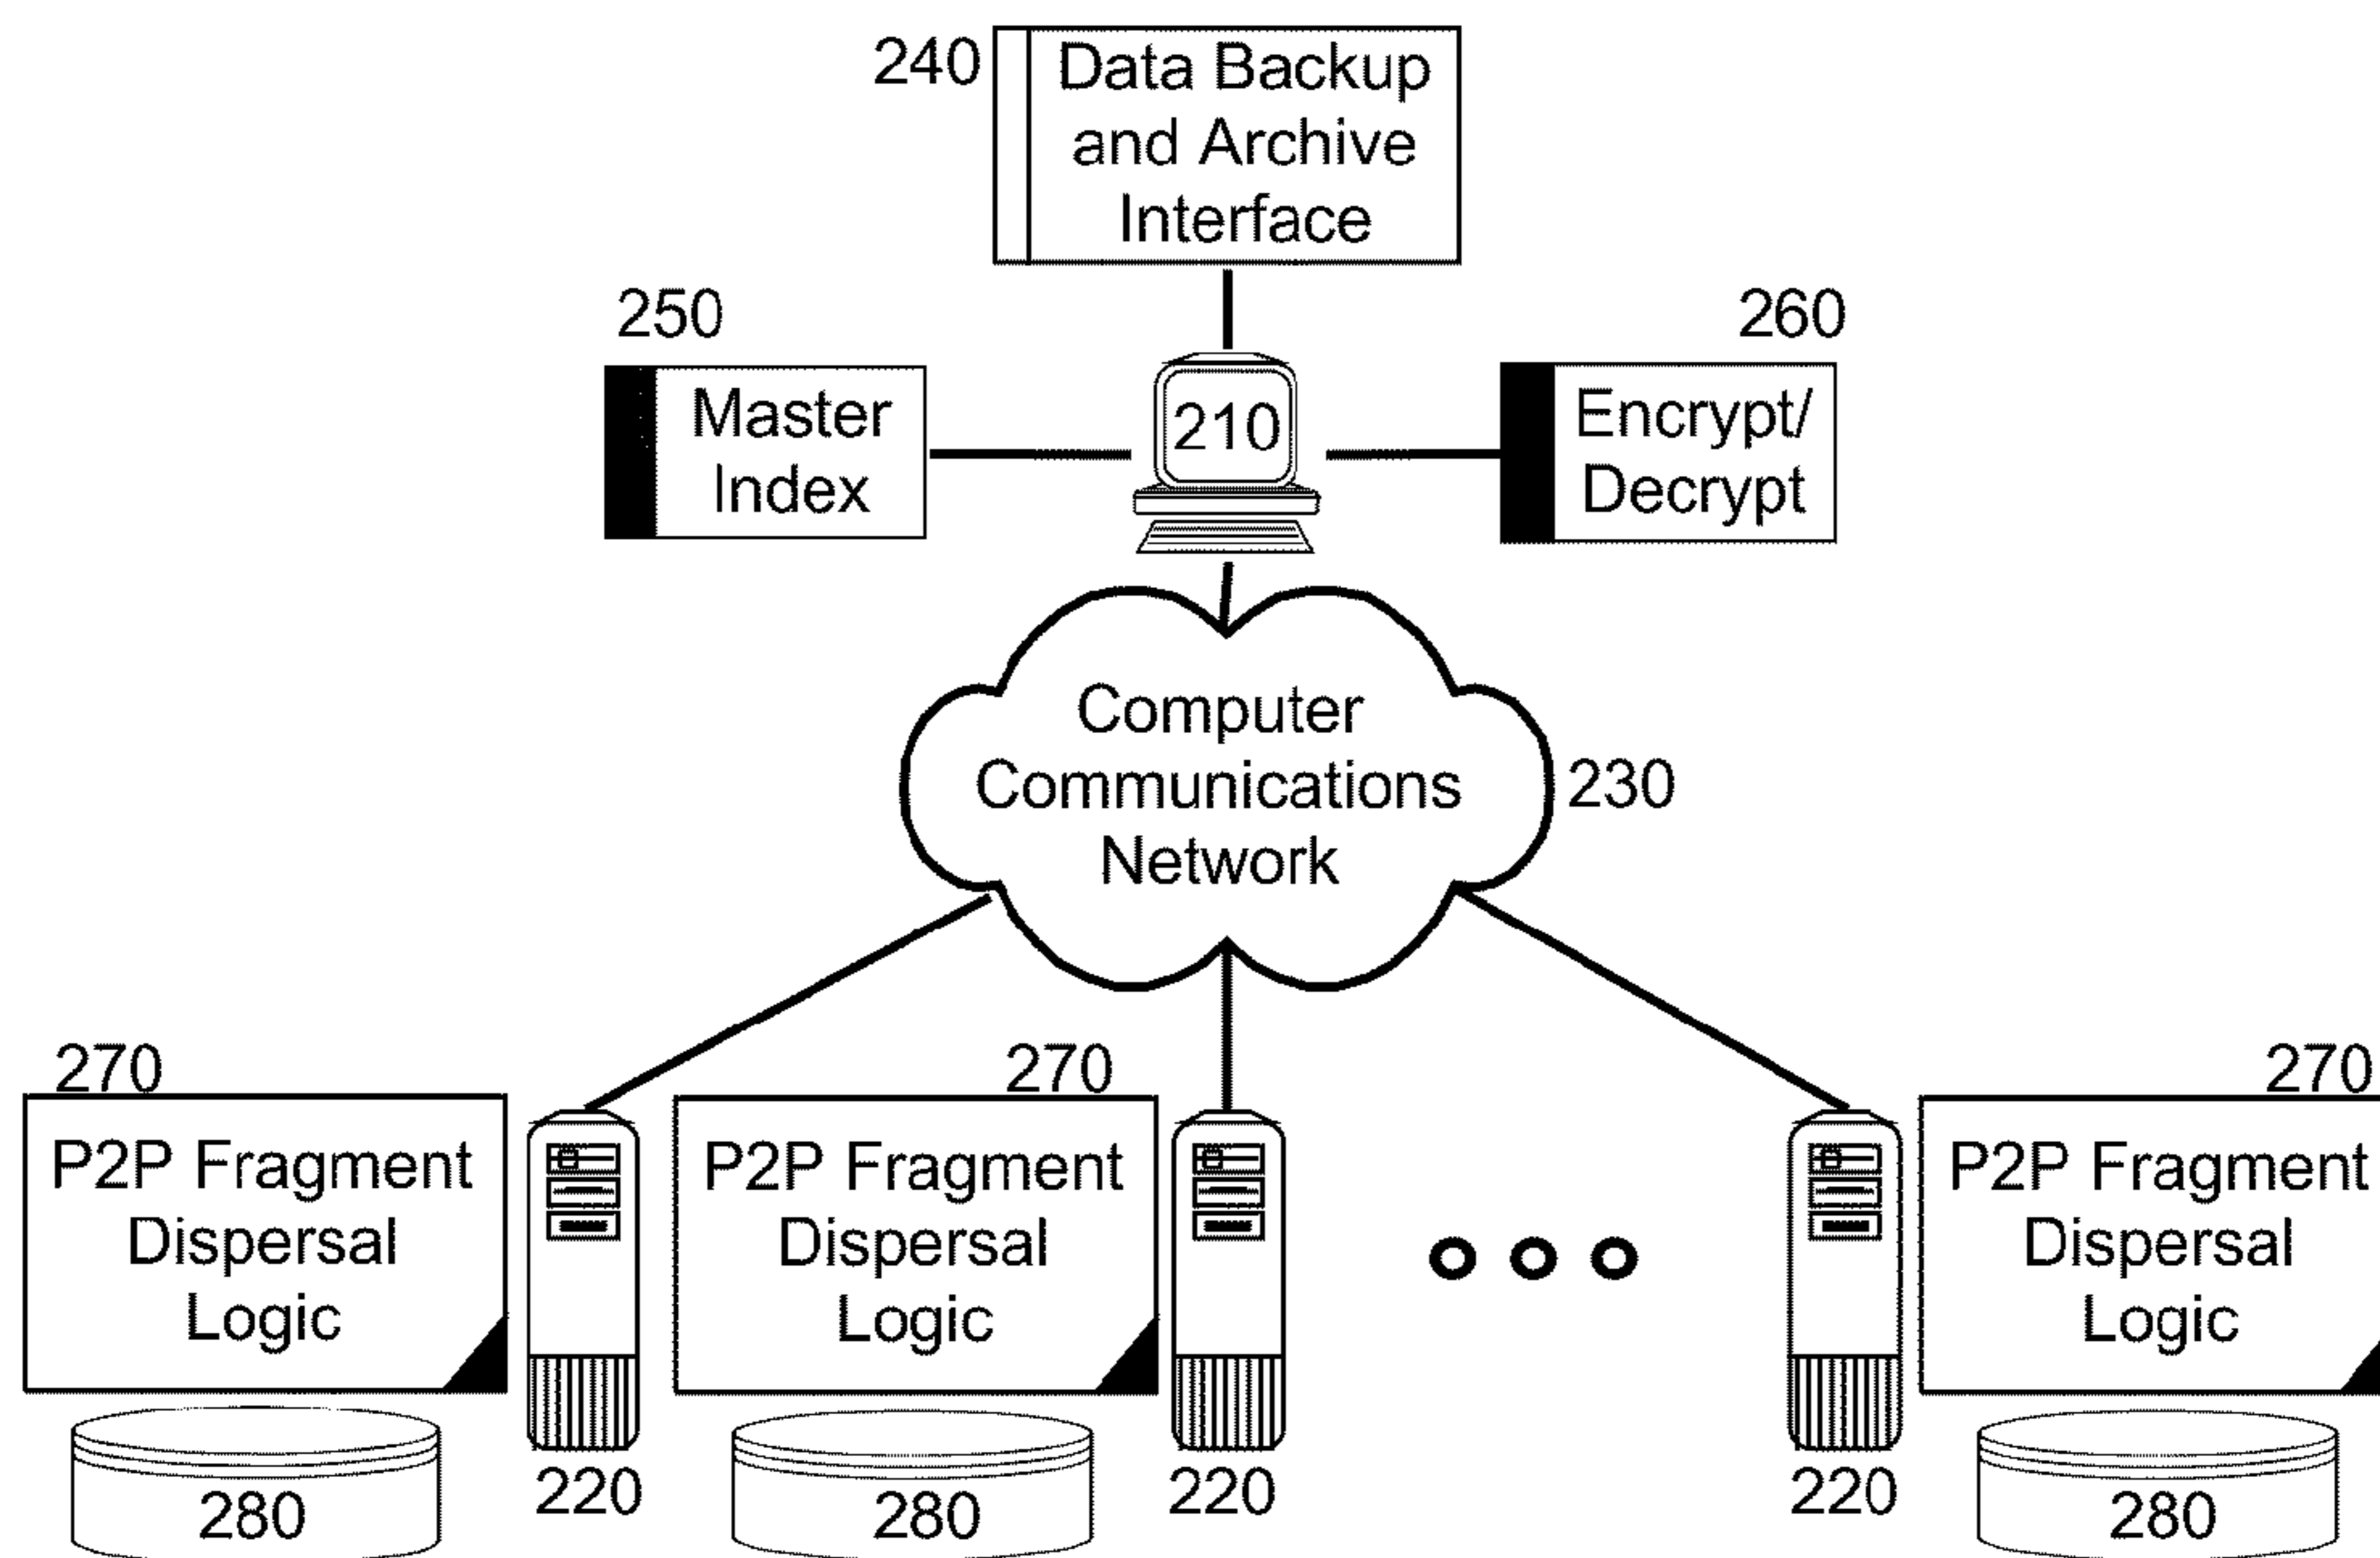 240
Data Backup
and Archive
Interface
250
260
Master
Index
210
Encrypt/
Decrypt
Computer
Communications
Network
230
270
P2P Fragment
Dispersal
Logic
270
P2P Fragment
Dispersal
Logic
270
P2P Fragment
Dispersal
Logic
280
220
280
220
220
280